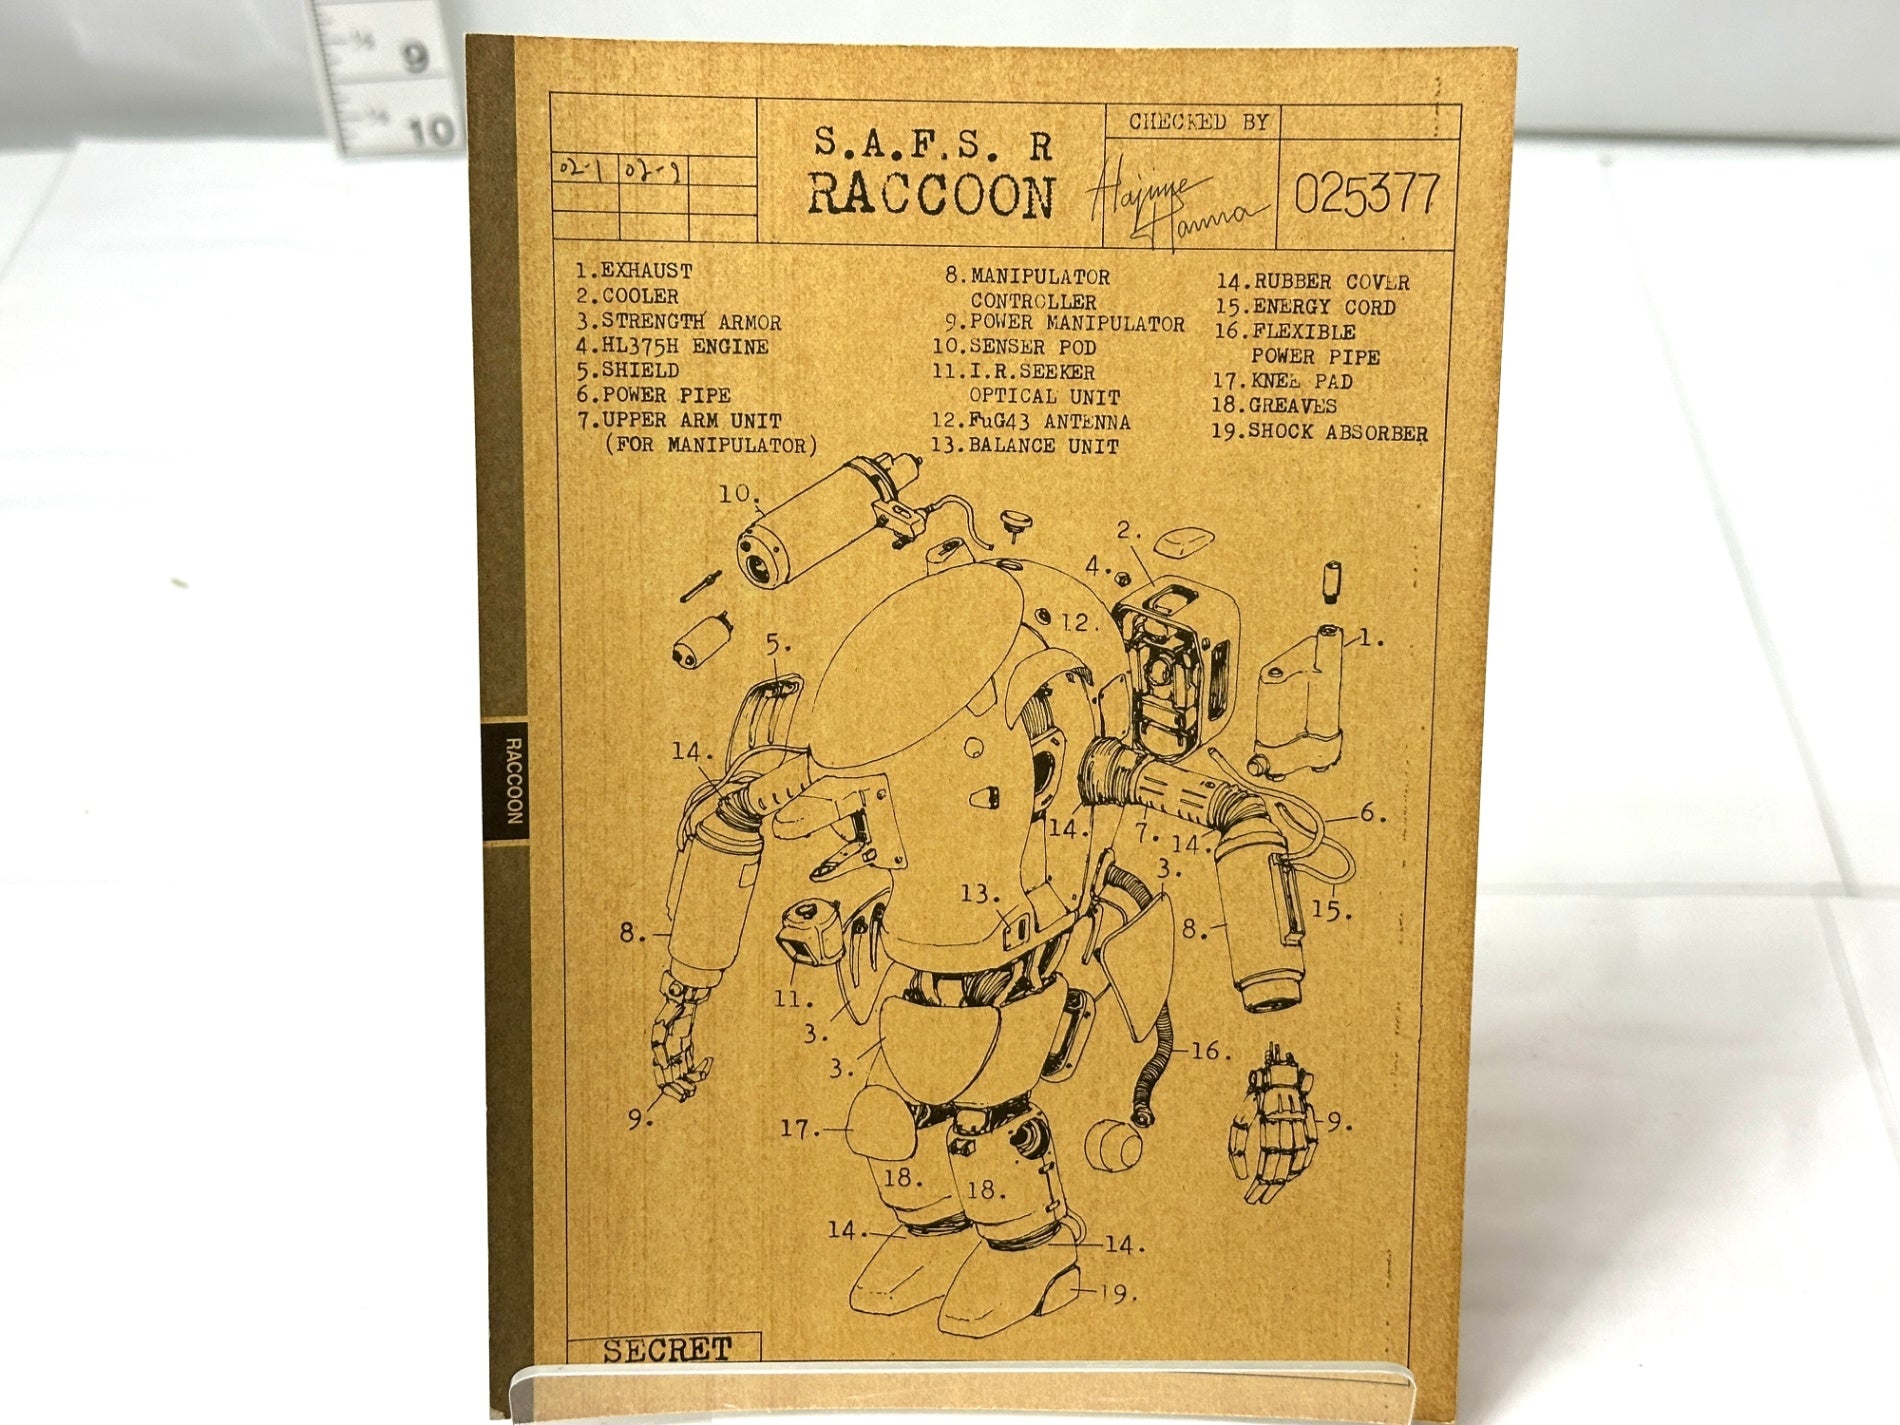 9
10
S.A.F.S. R
RACCOON
CHECKED BY
Hajime
Hanna
025377
02-1
1.EXHAUST
2.COOLER
3.STRENGTH ARMOR
4.HL375H ENGINE
5.SHIELD
6.POWER PIPE
7.UPPER ARM UNIT
(FOR MANIPULATOR)
8.MANIPULATOR
CONTROLLER
9.POWER MANIPULATOR
10.SENSER POD
11.I.R.SEEKER
OPTICAL UNIT
12.FuG43 ANTENNA
13.BALANCE UNIT
14.RUBBER COVER
15.ENERGY CORD
16.FLEXIBLE
POWER PIPE
17.KNEE PAD
18.GREAVES
19.SHOCK ABSORBER
10.
2.
4.
12.
1.
5.
14.
6.
14.
7.
14.
3.
13.
15.
8.
8.
11.
3.
3.
16.
9.
17.
9.
18.
18.
14.
14.
19.
RACCOON
SECRET